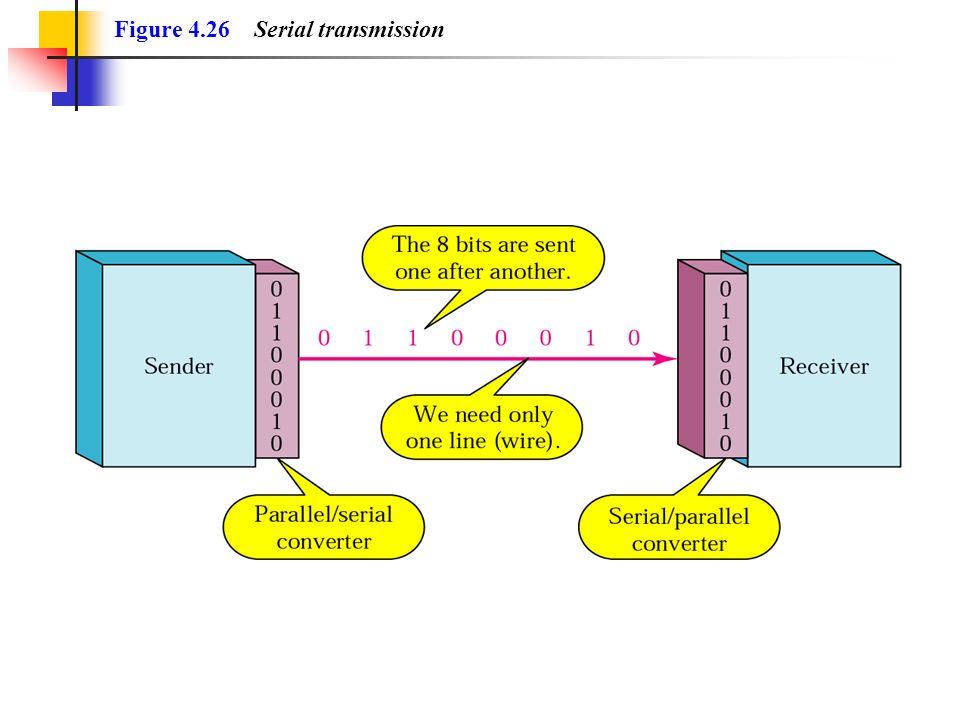 Figure 4.26 Serial transmission
The 8 bits are sent
one after another.
0
1
1
0
0
0
1
0
0 1 1 0 0 0 1 0
0
1
1
0
0
0
1
0
Sender
Receiver
We need only
one line (wire).
Parallel/serial
converter
Serial/parallel
converter